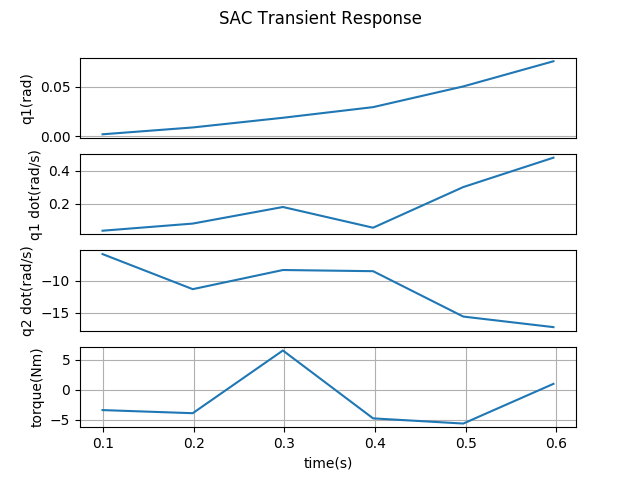 SAC Transient Response
q1(rad)
0.05
0.00
q1 dot(rad/s)
0.4
0.2
q2 dot(rad/s)
−10
−15
torque(Nm)
5
0
−5
0.1 0.2 0.3 0.4 0.5 0.6
time(s)